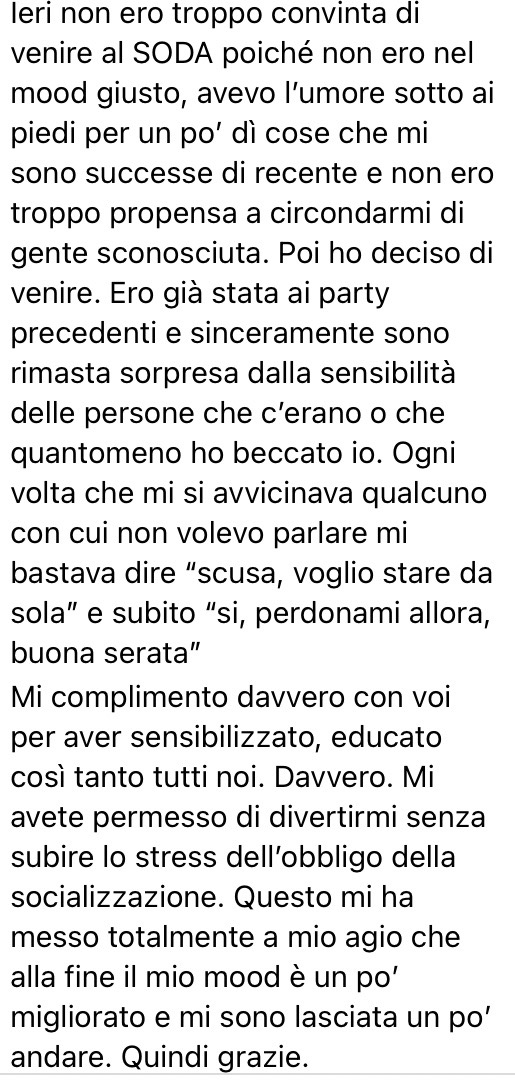 Ieri non ero troppo convinta di
venire al SODA poiché non ero nel
mood giusto, avevo l’umore sotto ai
piedi per un po’ dì cose che mi
sono successe di recente e non ero
troppo propensa a circondarmi di
gente sconosciuta. Poi ho deciso di
venire. Ero già stata ai party
precedenti e sinceramente sono
rimasta sorpresa dalla sensibilità
delle persone che c’erano o che
quantomeno ho beccato io. Ogni
volta che mi si avvicinava qualcuno
con cui non volevo parlare mi
bastava dire “scusa, voglio stare da
sola” e subito “si, perdonami allora,
buona serata”
Mi complimento davvero con voi
per aver sensibilizzato, educato
così tanto tutti noi. Davvero. Mi
avete permesso di divertirmi senza
subire lo stress dell’obbligo della
socializzazione. Questo mi ha
messo totalmente a mio agio che
alla fine il mio mood è un po’
migliorato e mi sono lasciata un po’
andare. Quindi grazie.